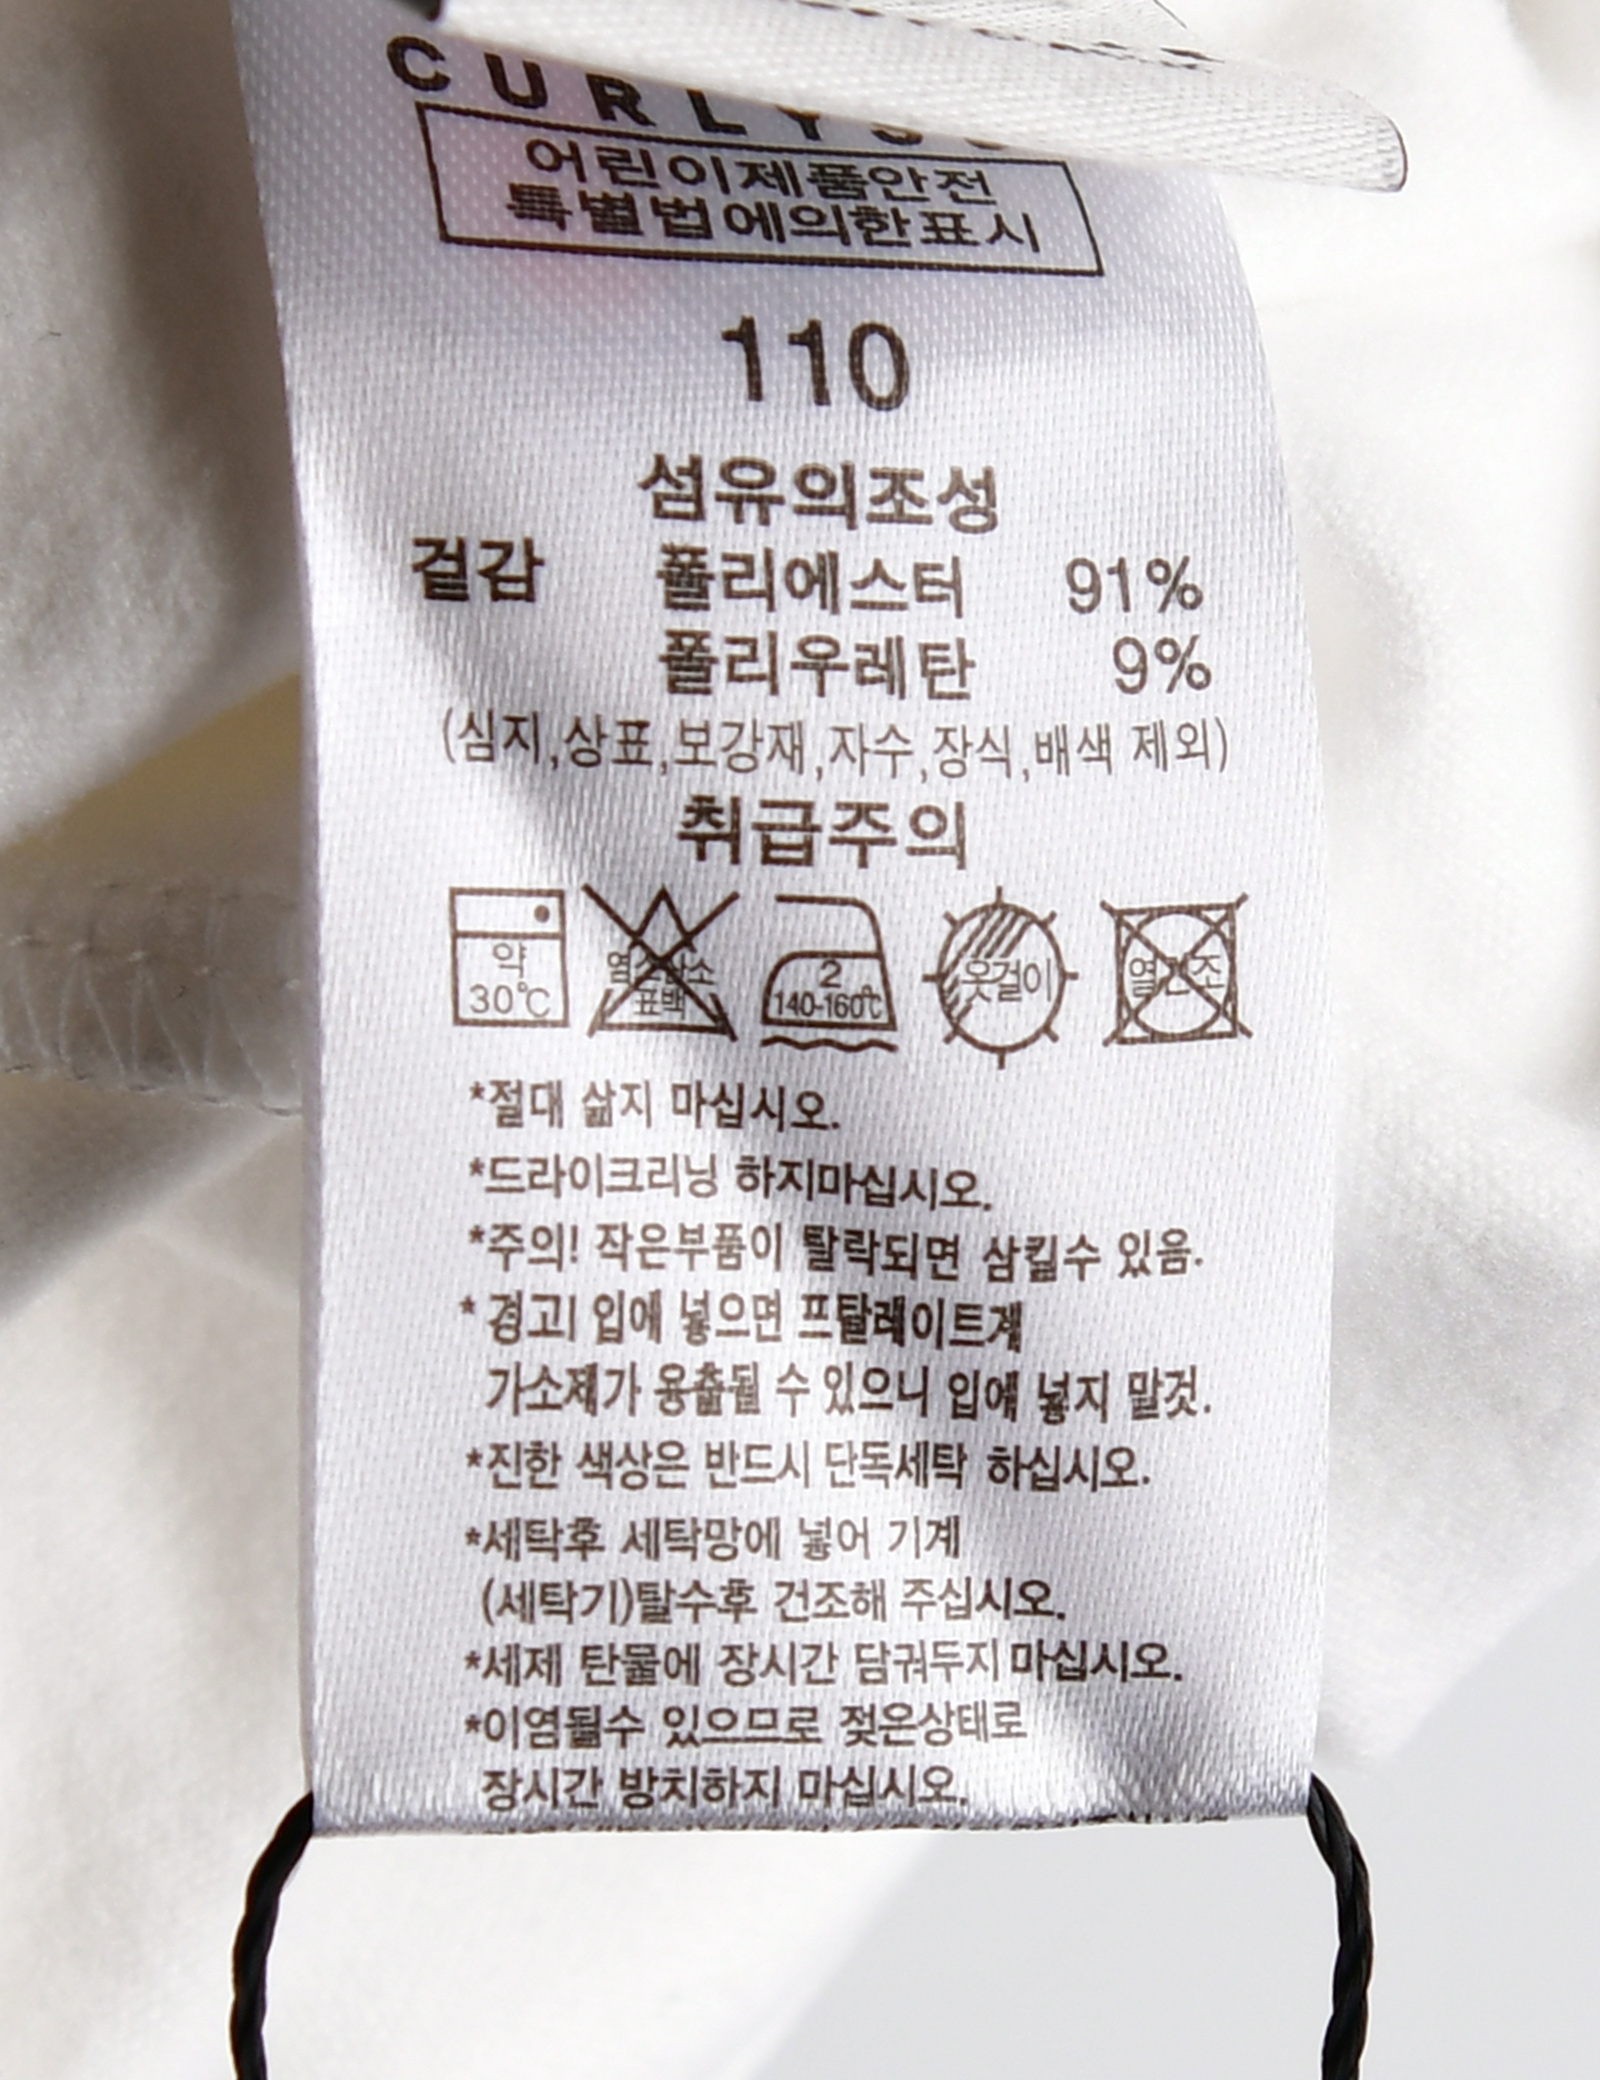 어린이제품안전
특별법에의한표시
110
섬유의조성
겉감 폴리에스터 91%
폴리우레탄 9%
(심지,상표,보강재,자수,장식,배색 제외)
취급주의
약
30℃
염소산소
표백
2
140-160℃
옷걸이
열건조
*절대 삶지 마십시오.
*드라이크리닝 하지마십시오.
*주의! 작은부품이 탈락되면 삼킬수 있음.
* 경고! 입에 넣으면 프탈레이트계
가소제가 용출될 수 있으니 입에 넣지 말것.
*진한 색상은 반드시 단독세탁 하십시오.
*세탁후 세탁망에 넣어 기계
(세탁기)탈수후 건조해 주십시오.
*세제 탄물에 장시간 담궈두지 마십시오.
*이염될수 있으므로 젖은상태로
장시간 방치하지 마십시오.